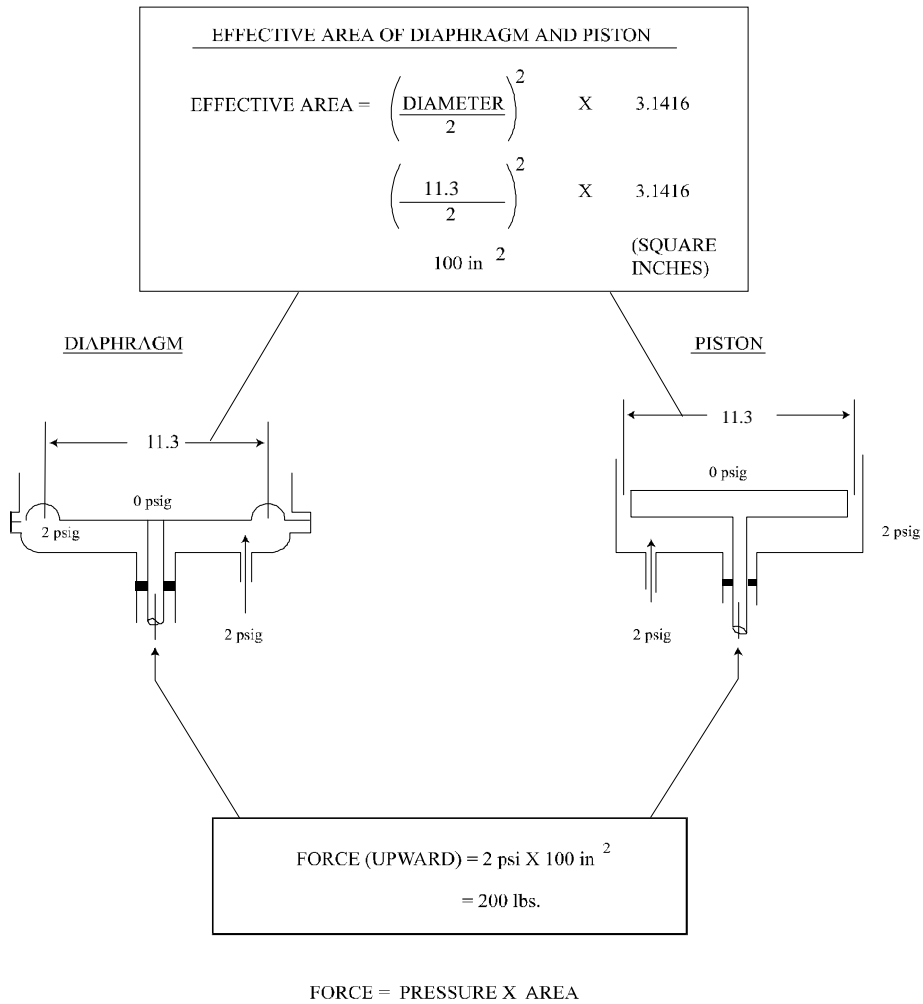 EFFECTIVE AREA OF DIAPHRAGM AND PISTON
EFFECTIVE AREA = (DIAMETER / 2)² X 3.1416
(11.3 / 2)² X 3.1416
100 in ² (SQUARE INCHES)
DIAPHRAGM
PISTON
11.3
11.3
0 psig
0 psig
2 psig
2 psig
2 psig
2 psig
FORCE (UPWARD) = 2 psi X 100 in ²
= 200 lbs.
FORCE = PRESSURE X AREA